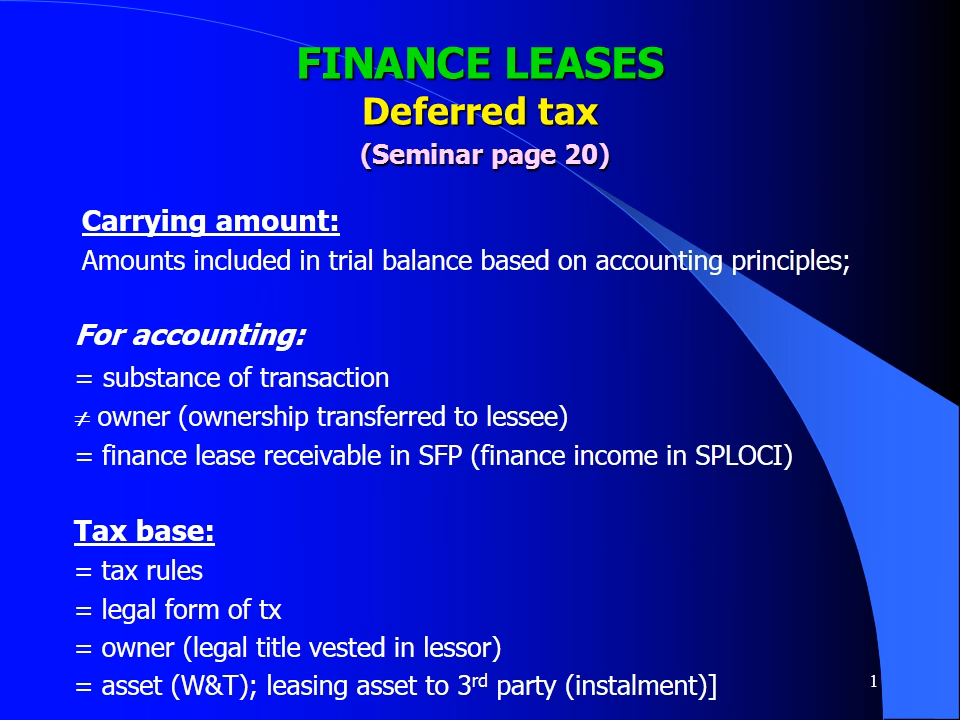 FINANCE LEASES
Deferred tax
(Seminar page 20)
Carrying amount:
Amounts included in trial balance based on accounting principles;
For accounting:
= substance of transaction
≠ owner (ownership transferred to lessee)
= finance lease receivable in SFP (finance income in SPLOCI)
Tax base:
= tax rules
= legal form of tx
= owner (legal title vested in lessor)
= asset (W&T); leasing asset to 3rd party (instalment)]
1